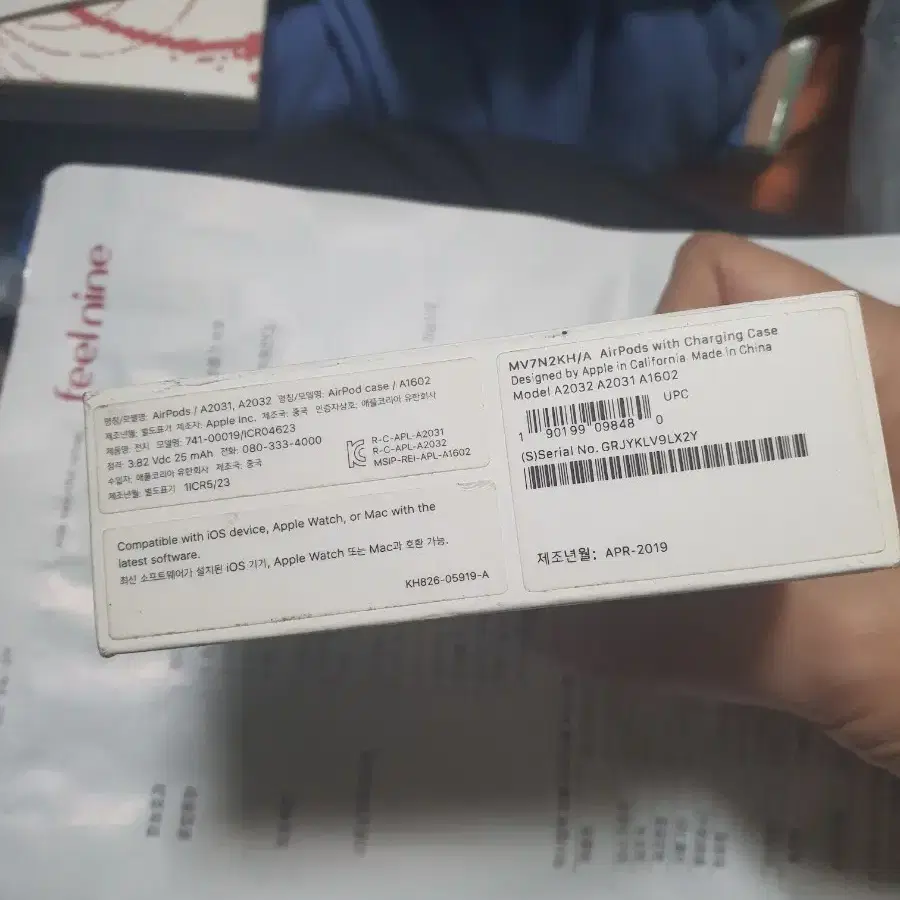 feelnine
명칭/모델명: AirPods / A2031, A2032 명칭/모델명: AirPod case / A1602
제조년월: 별도표기 제조자: Apple Inc. 제조국: 중국 인증자상호: 애플코리아 유한회사
제품명: 전지 모델명: 741-00019/ICR04623
정격: 3.82 Vdc 25 mAh 전화: 080-333-4000
수입자: 애플코리아 유한회사 제조국: 중국
제조년월: 별도표기 1ICR5/23
R-C-APL-A2031
R-C-APL-A2032
MSIP-REI-APL-A1602
Compatible with iOS device, Apple Watch, or Mac with the
latest software.
최신 소프트웨어가 설치된 iOS 기기, Apple Watch 또는 Mac과 호환 가능.
KH826-05919-A
MV7N2KH/A AirPods with Charging Case
Designed by Apple in California Made in China
Model A2032 A2031 A1602
UPC
1 90199 09848 0
(S)Serial No. GRJYKLV9LX2Y
제조년월: APR-2019